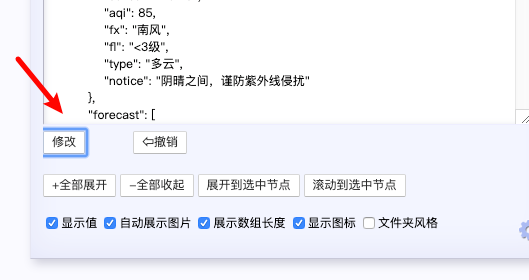 "aqi": 85,
"fx": "南风",
"fl": "<3级",
"type": "多云",
"notice": "阴晴之间，谨防紫外线侵扰"
},
"forecast": [
修改 ⇦撤销
+全部展开 −全部收起 展开到选中节点 滚动到选中节点
显示值 自动展示图片 展示数组长度 显示图标 文件夹风格